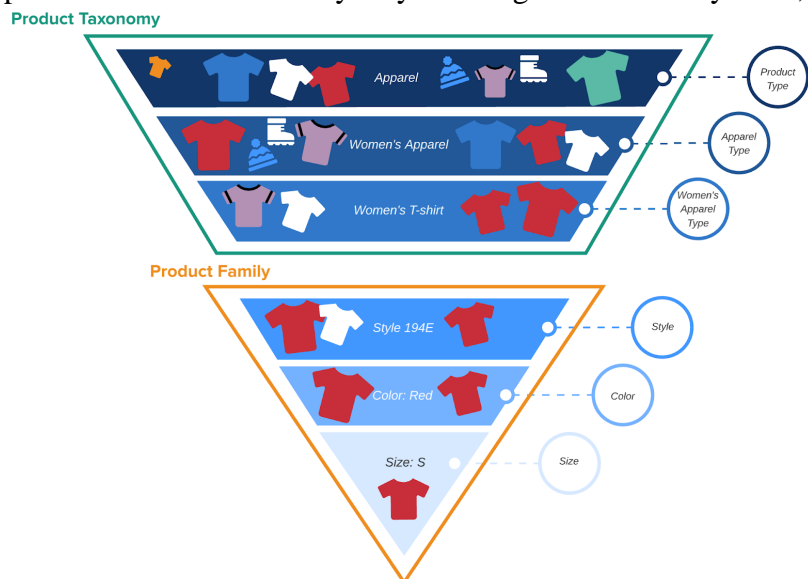 Product Taxonomy
Apparel
Product
Type
Women's Apparel
Apparel
Type
Women's T-shirt
Women's
Apparel
Type
Product Family
Style 194E
Style
Color: Red
Color
Size: S
Size